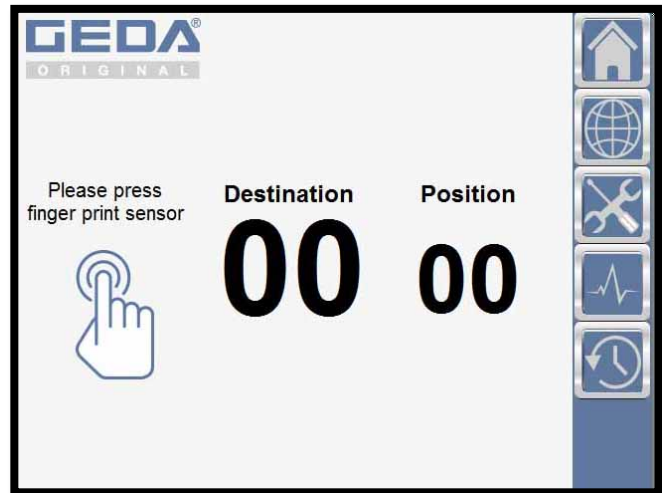 GEDA®
ORIGINAL
Please press
finger print sensor
Destination
00
Position
00